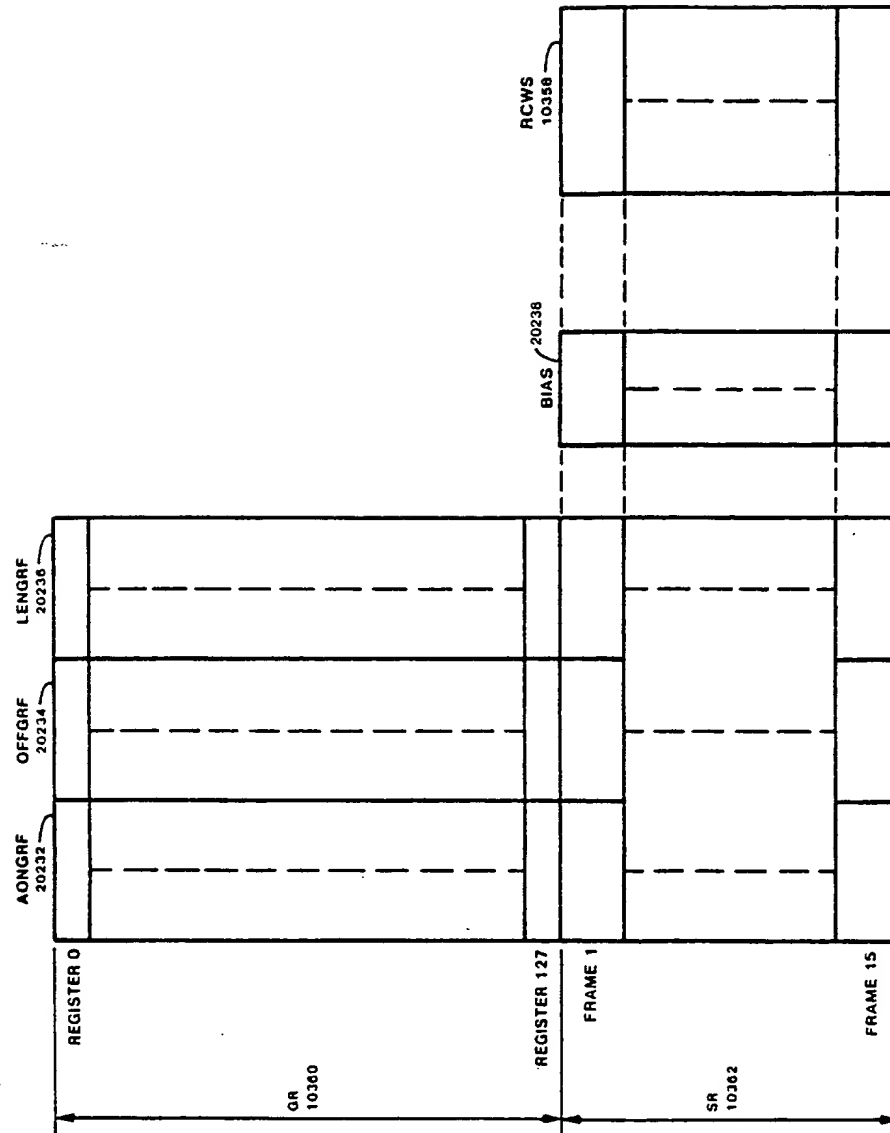 AONGRF
20232
OFFGRF
20234
LENGRF
20236
BIAS
20238
RCWS
10358
REGISTER 0
REGISTER 127
FRAME 1
FRAME 15
GR
10360
SR
10362